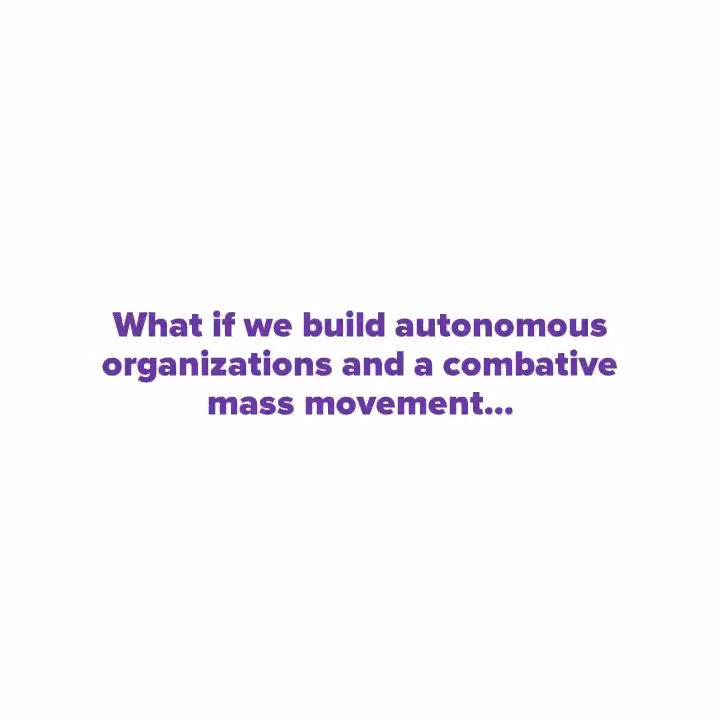 What if we build autonomous
organizations and a combative
mass movement...